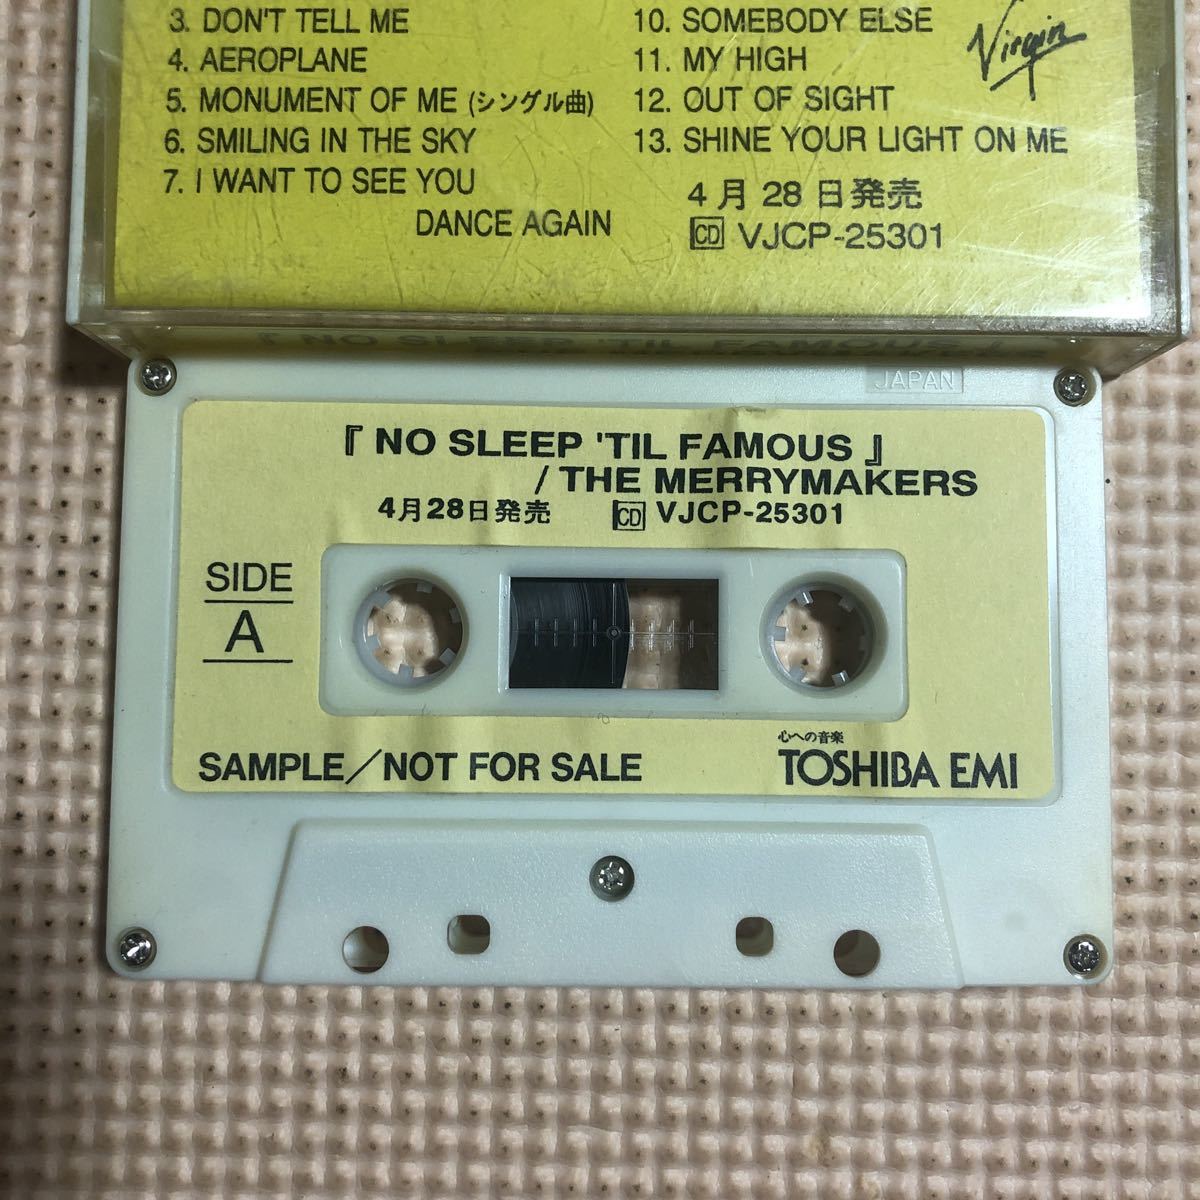 3. DON'T TELL ME
4. AEROPLANE
5. MONUMENT OF ME (シングル曲)
6. SMILING IN THE SKY
7. I WANT TO SEE YOU
DANCE AGAIN
10. SOMEBODY ELSE
11. MY HIGH
12. OUT OF SIGHT
13. SHINE YOUR LIGHT ON ME
Virgin
4月28日発売
CD VJCP-25301
『 NO SLEEP 'TIL FAMOUS 』
JAPAN
『 NO SLEEP 'TIL FAMOUS 』
/ THE MERRYMAKERS
4月28日発売 CD VJCP-25301
SIDE
A
SAMPLE／NOT FOR SALE
心への音楽
TOSHIBA EMI